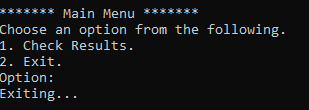 ******* Main Menu *******
Choose an option from the following.
1. Check Results.
2. Exit.
Option:
Exiting...